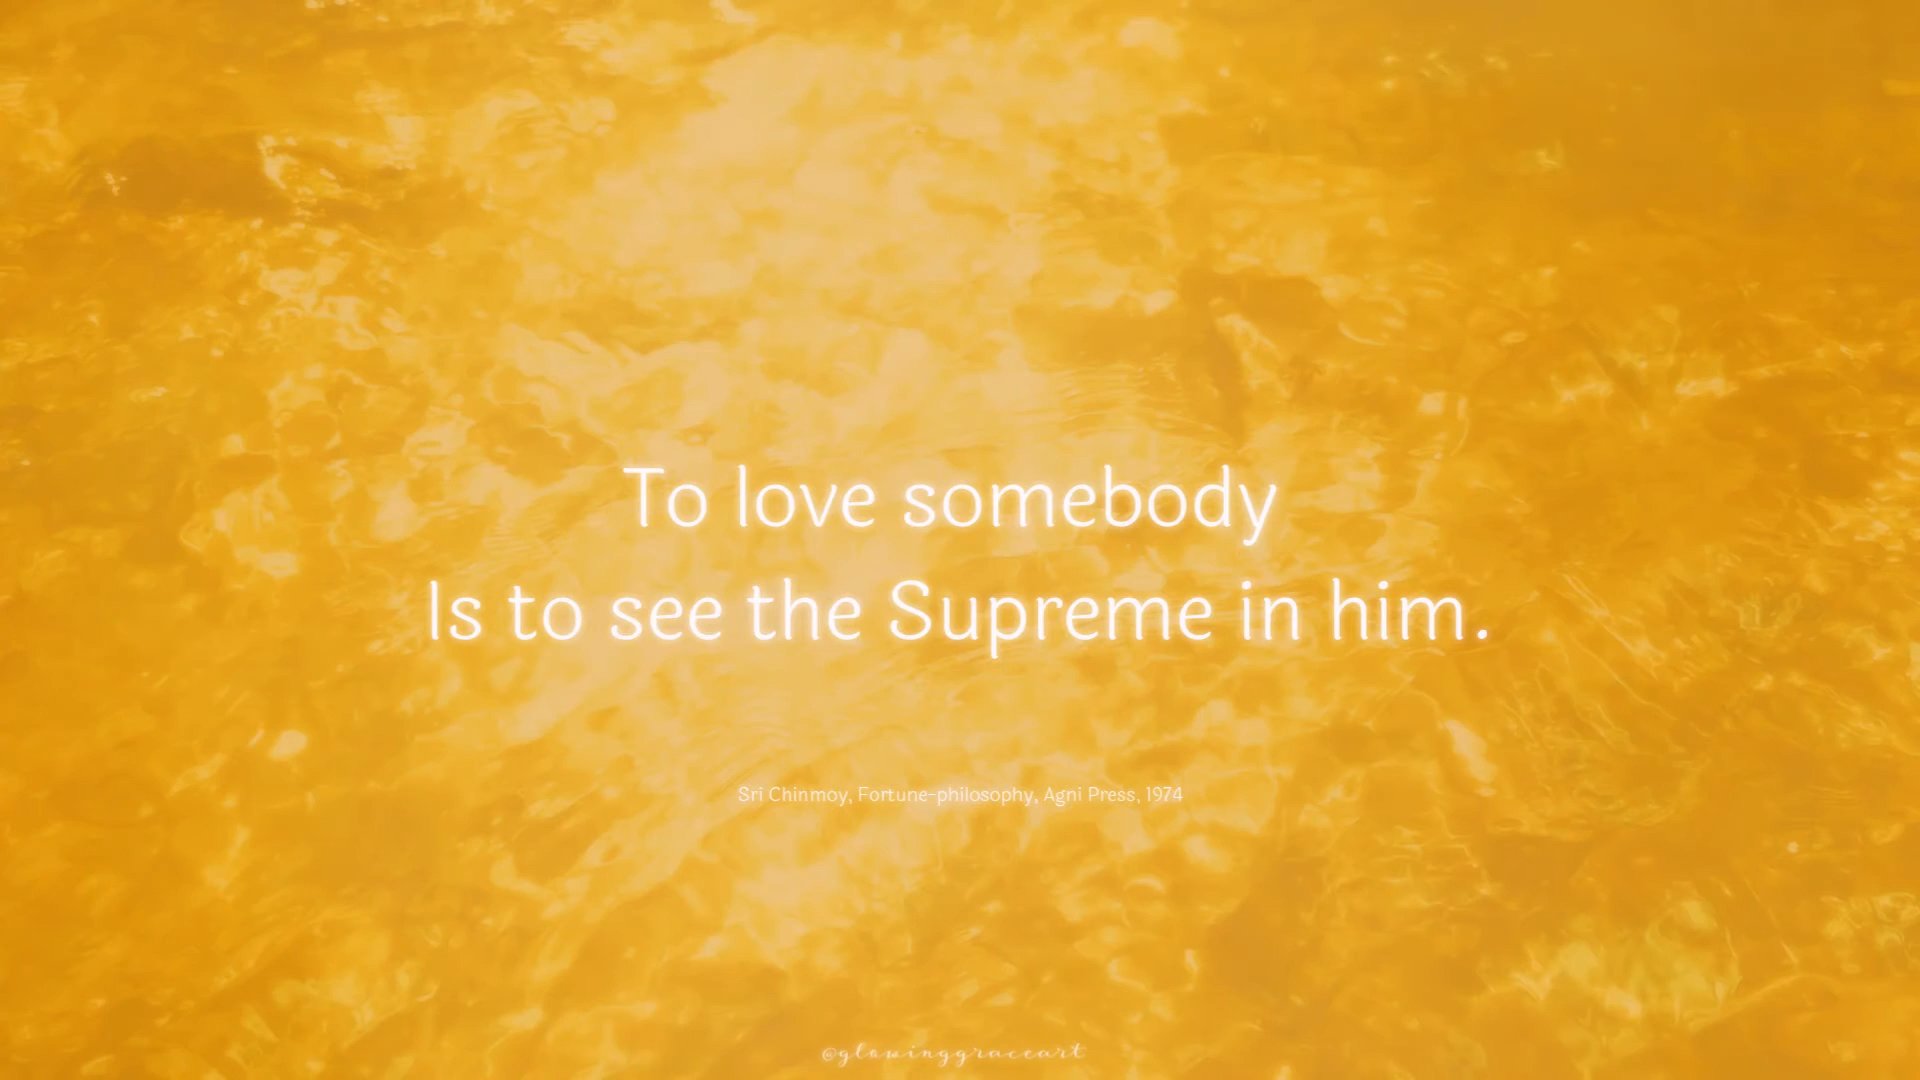 To love somebody
Is to see the Supreme in him.
Sri Chinmoy, Fortune-philosophy, Agni Press, 1974
@glowinggraceart